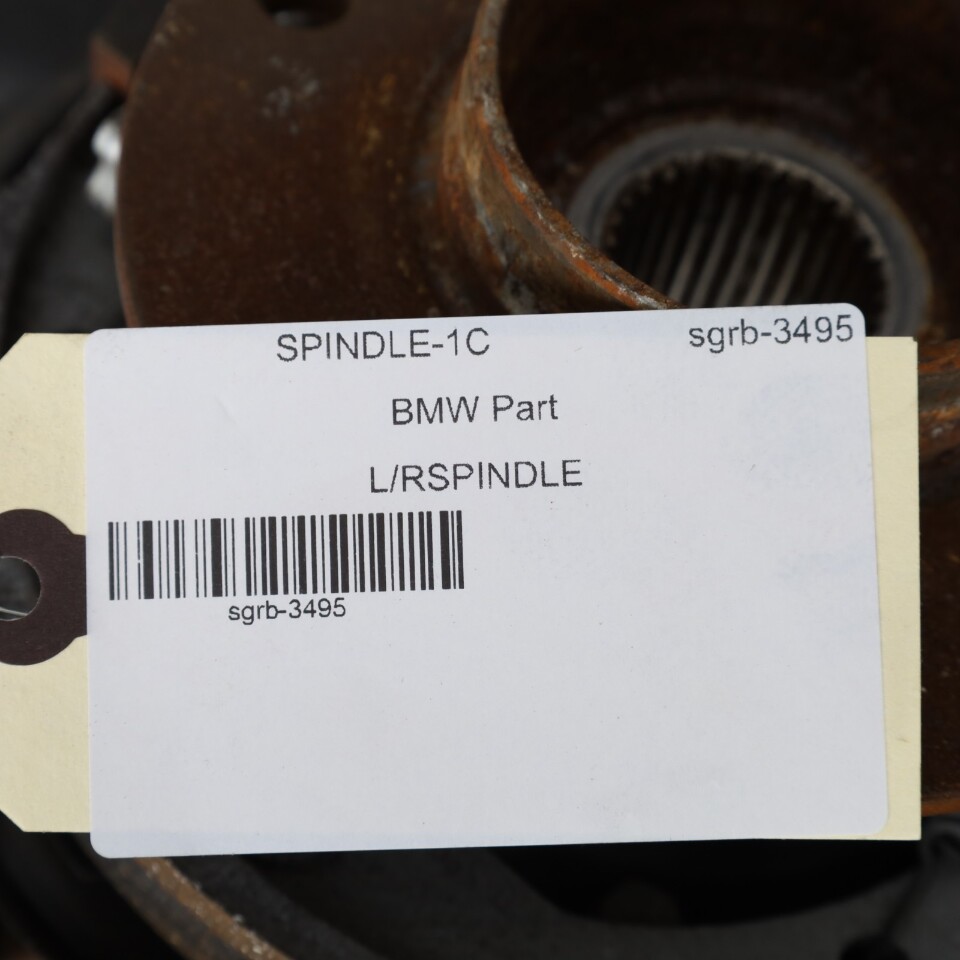 SPINDLE-1C sgrb-3495
BMW Part
L/RSPINDLE
sgrb-3495